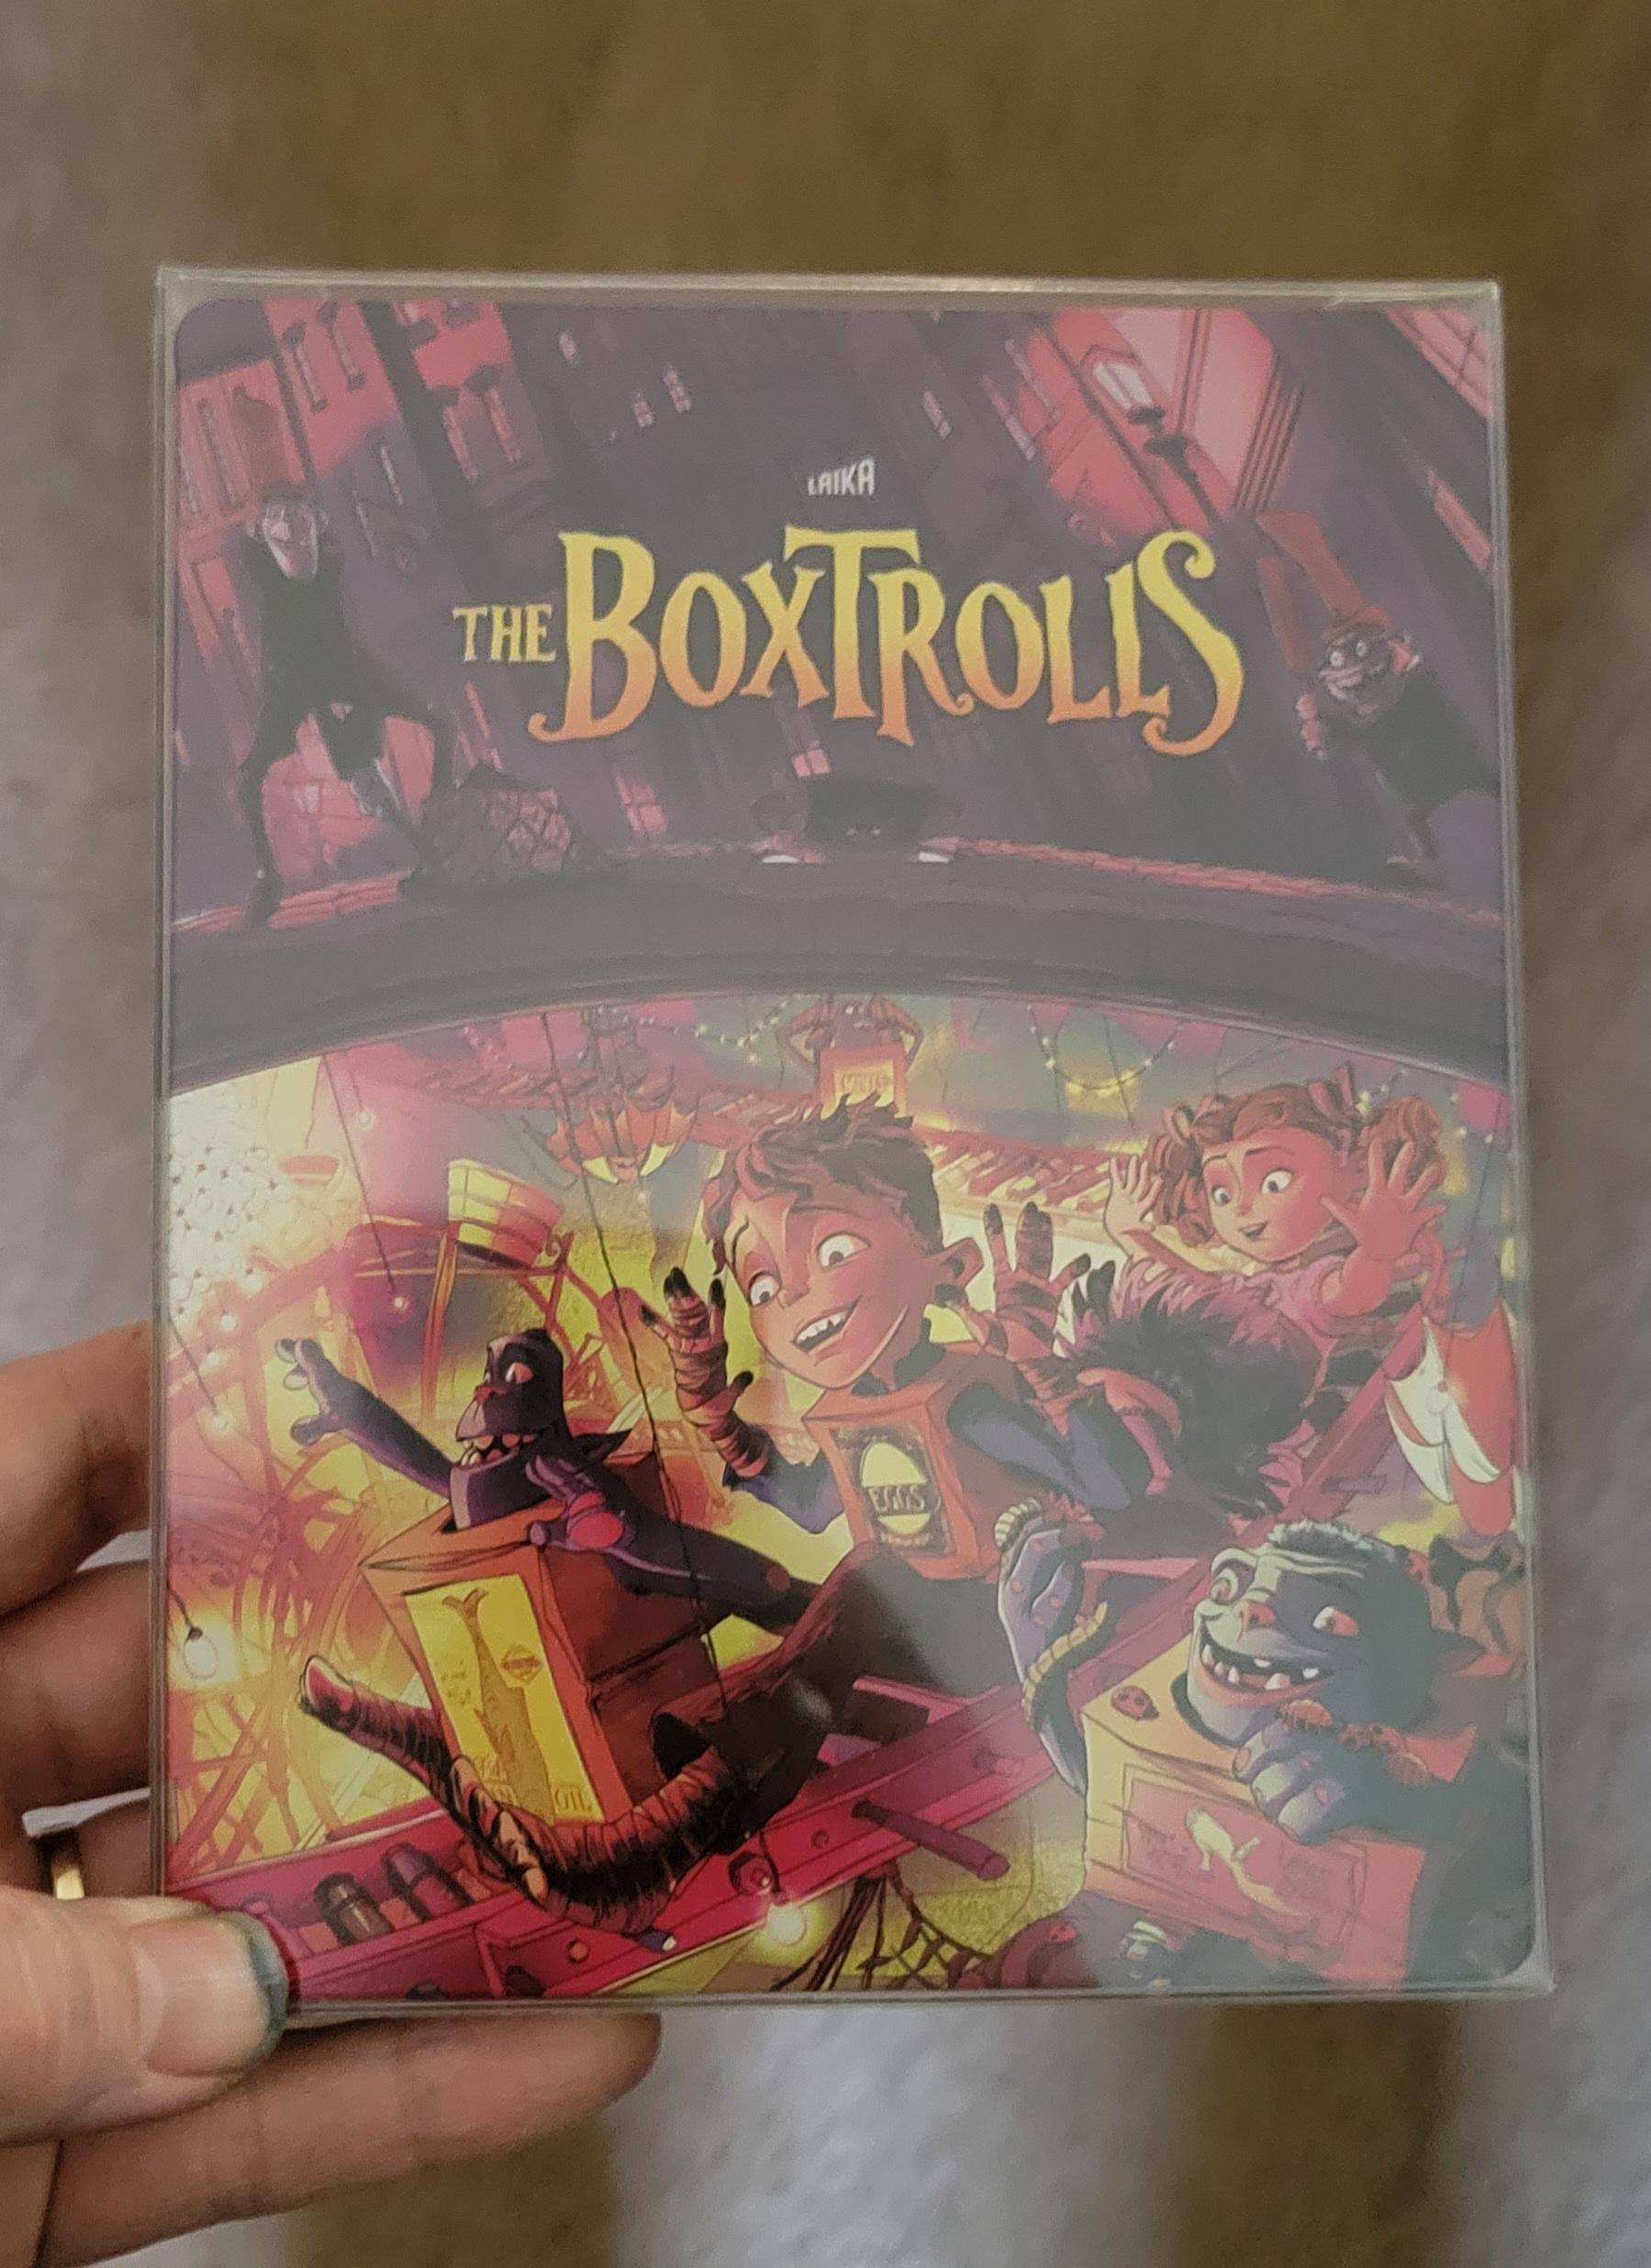 LAIKA
THE BOXTROLLS
EGGS
OIL